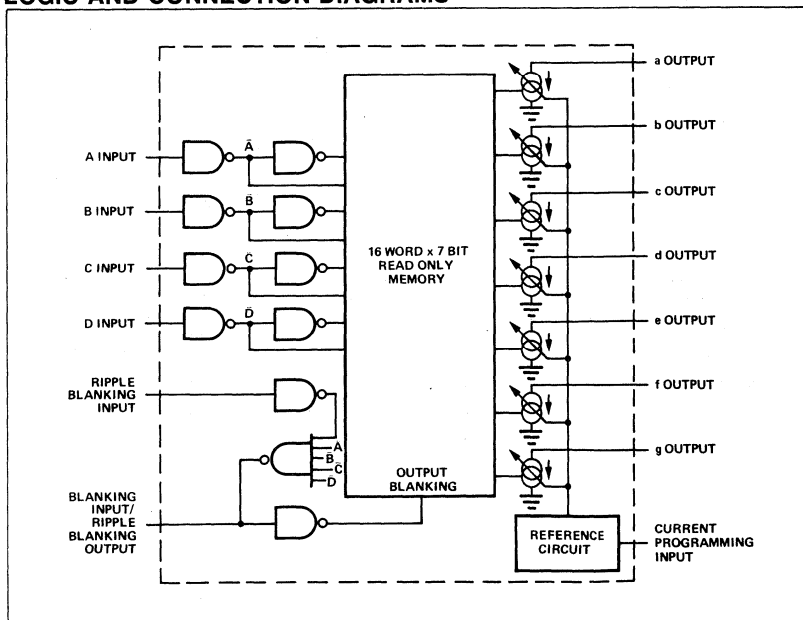 LOGIC AND CONNECTION DIAGRAMS
a OUTPUT
b OUTPUT
c OUTPUT
d OUTPUT
e OUTPUT
f OUTPUT
g OUTPUT
A INPUT
Ā
B INPUT
B̄
C INPUT
C̄
D INPUT
D̄
16 WORD x 7 BIT
READ ONLY
MEMORY
RIPPLE
BLANKING
INPUT
Ā
B̄
C̄
D̄
OUTPUT
BLANKING
BLANKING
INPUT/
RIPPLE
BLANKING
OUTPUT
REFERENCE
CIRCUIT
CURRENT
PROGRAMMING
INPUT